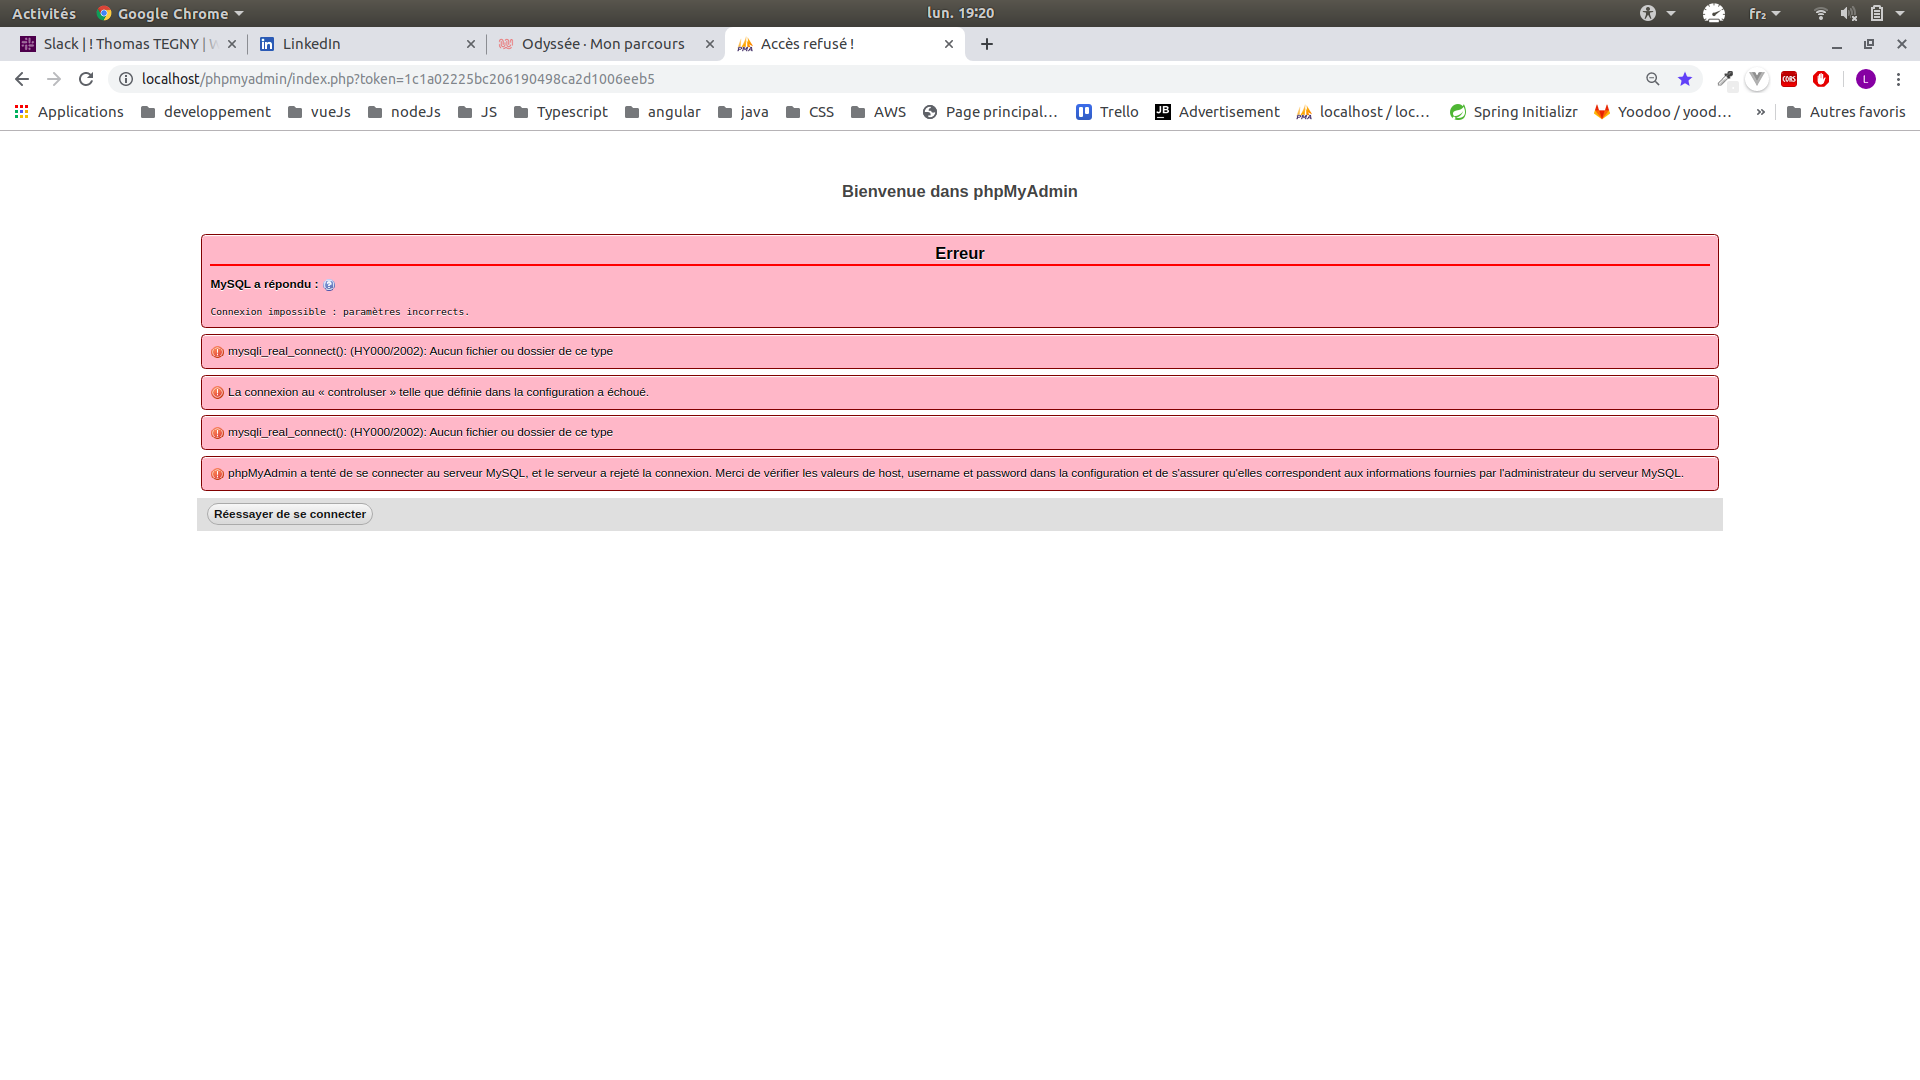 Activités Google Chrome lun. 19:20 fr₂
Slack | ! Thomas TEGNY | LinkedIn Odyssée · Mon parcours Accès refusé !
localhost/phpmyadmin/index.php?token=1c1a02225bc206190498ca2d1006eeb5 CORS L
Applications developpement vueJs nodeJs JS Typescript angular java CSS AWS Page principal… Trello JB Advertisement PMA localhost / loc… Spring Initializr Yoodoo / yood… » Autres favoris
Bienvenue dans phpMyAdmin
Erreur
MySQL a répondu :
Connexion impossible : paramètres incorrects.
mysqli_real_connect(): (HY000/2002): Aucun fichier ou dossier de ce type
La connexion au « controluser » telle que définie dans la configuration a échoué.
mysqli_real_connect(): (HY000/2002): Aucun fichier ou dossier de ce type
phpMyAdmin a tenté de se connecter au serveur MySQL, et le serveur a rejeté la connexion. Merci de vérifier les valeurs de host, username et password dans la configuration et de s'assurer qu'elles correspondent aux informations fournies par l'administrateur du serveur MySQL.
Réessayer de se connecter